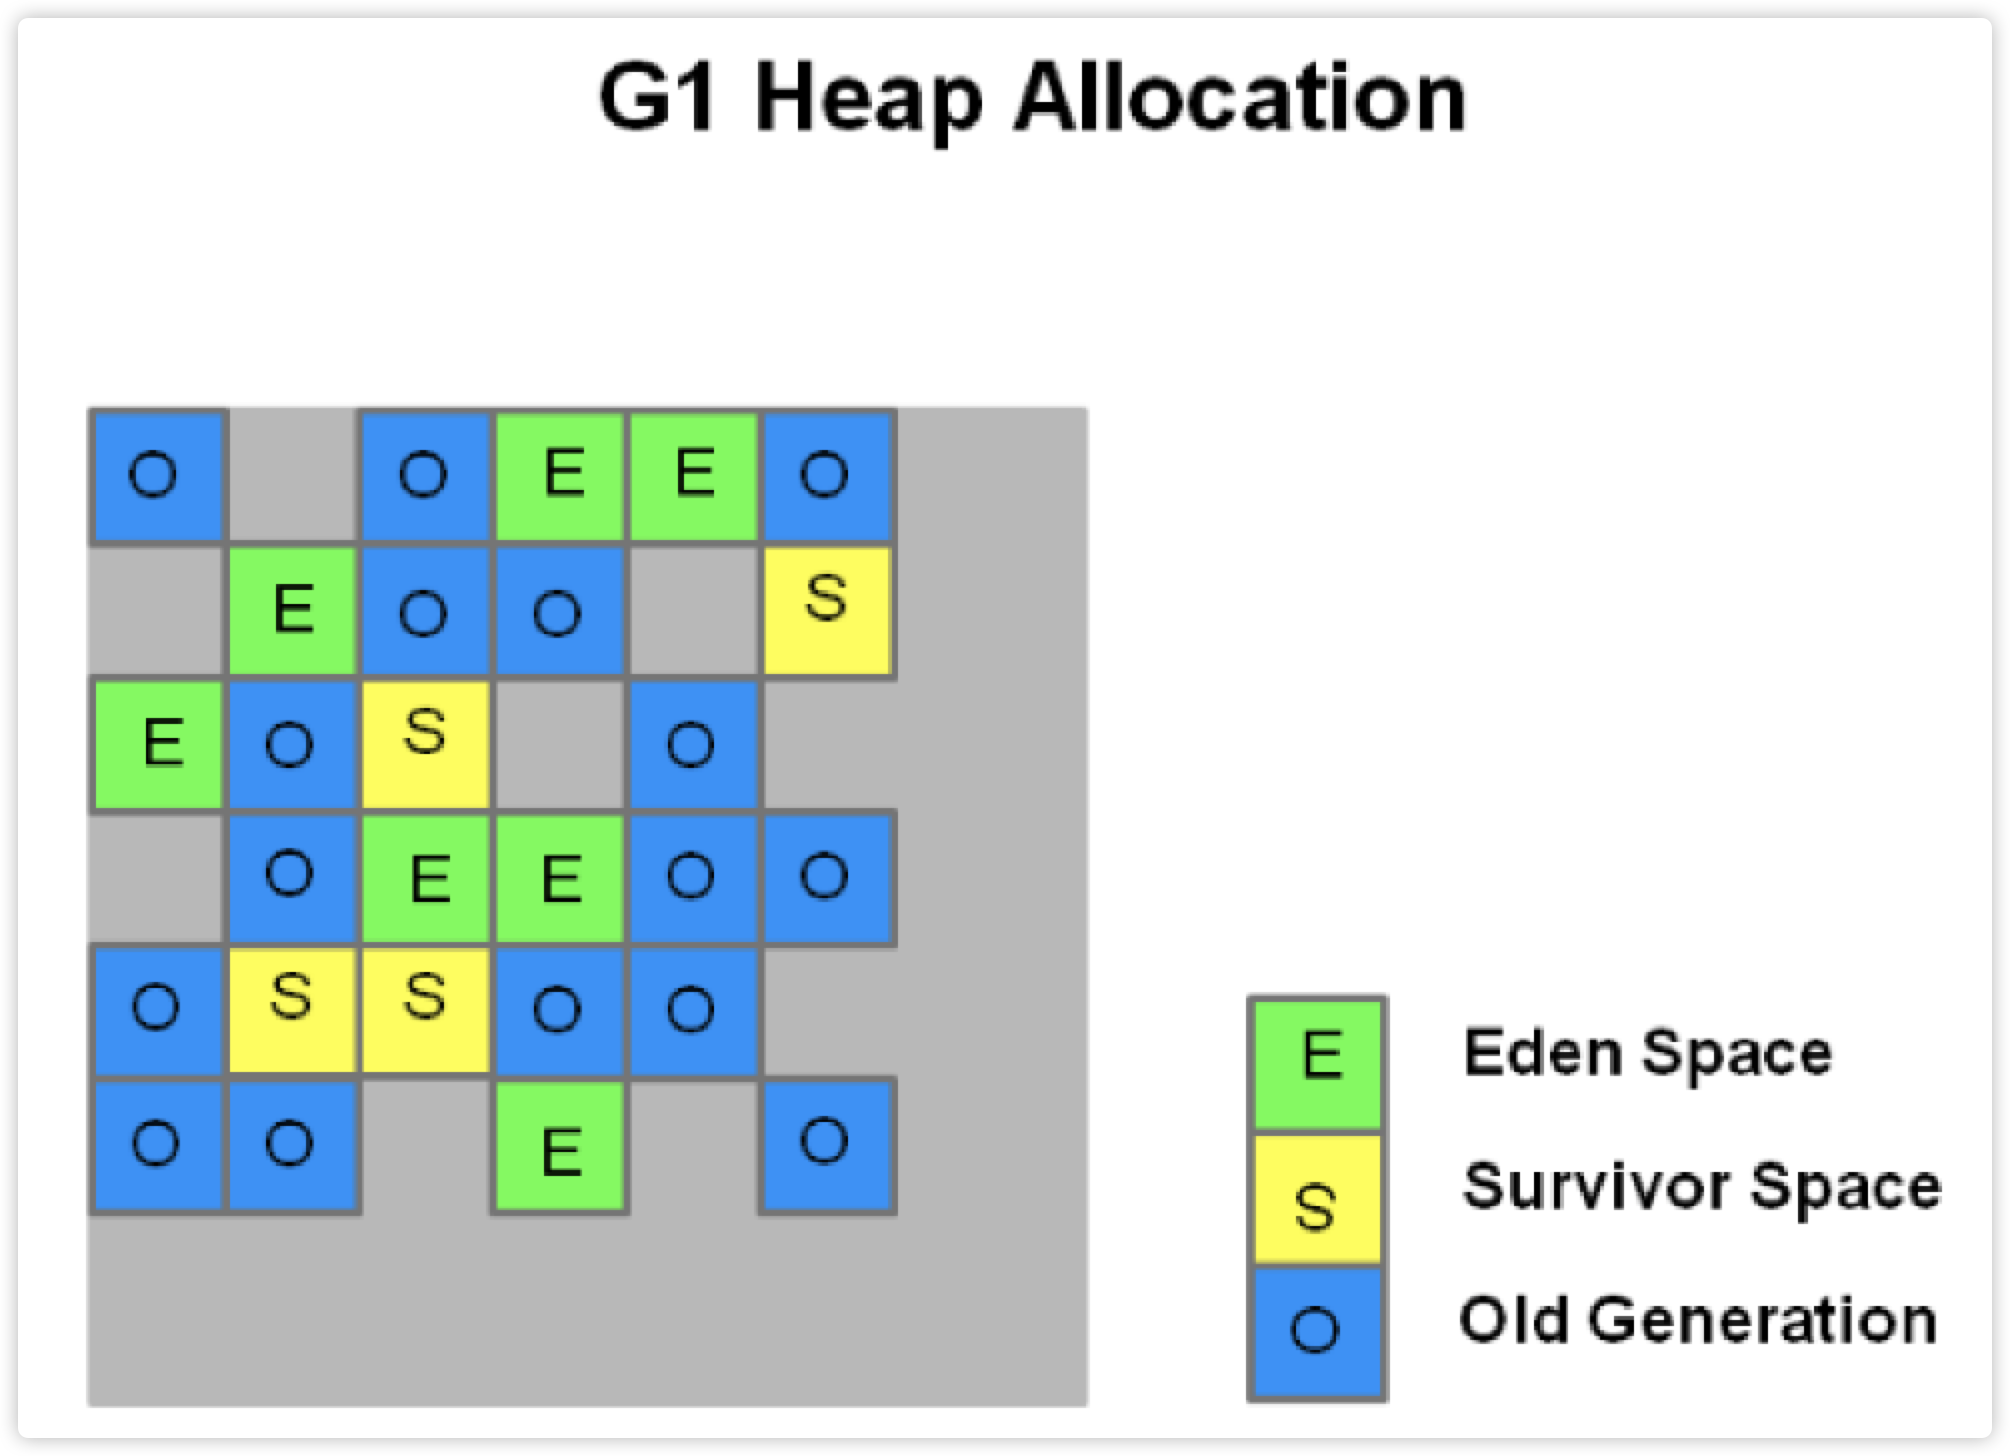 G1 Heap Allocation
O O E E O
E O O S
E O S O
O E E O O
O S S O O
O O E O
E Eden Space
S Survivor Space
O Old Generation